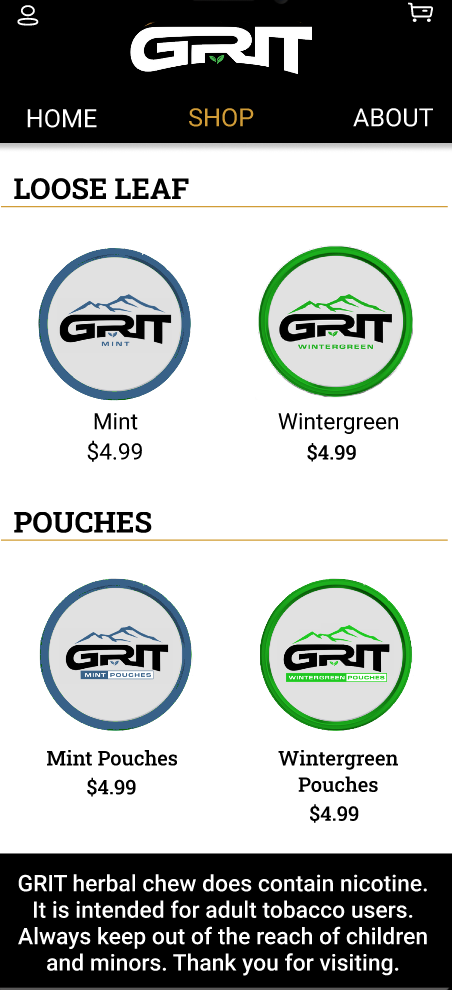 GRIT
HOME SHOP ABOUT
LOOSE LEAF
GRIT
MINT
GRIT
WINTERGREEN
Mint
$4.99
Wintergreen
$4.99
POUCHES
GRIT
MINT POUCHES
GRIT
WINTERGREEN POUCHES
Mint Pouches
$4.99
Wintergreen
Pouches
$4.99
GRIT herbal chew does contain nicotine.
It is intended for adult tobacco users.
Always keep out of the reach of children
and minors. Thank you for visiting.